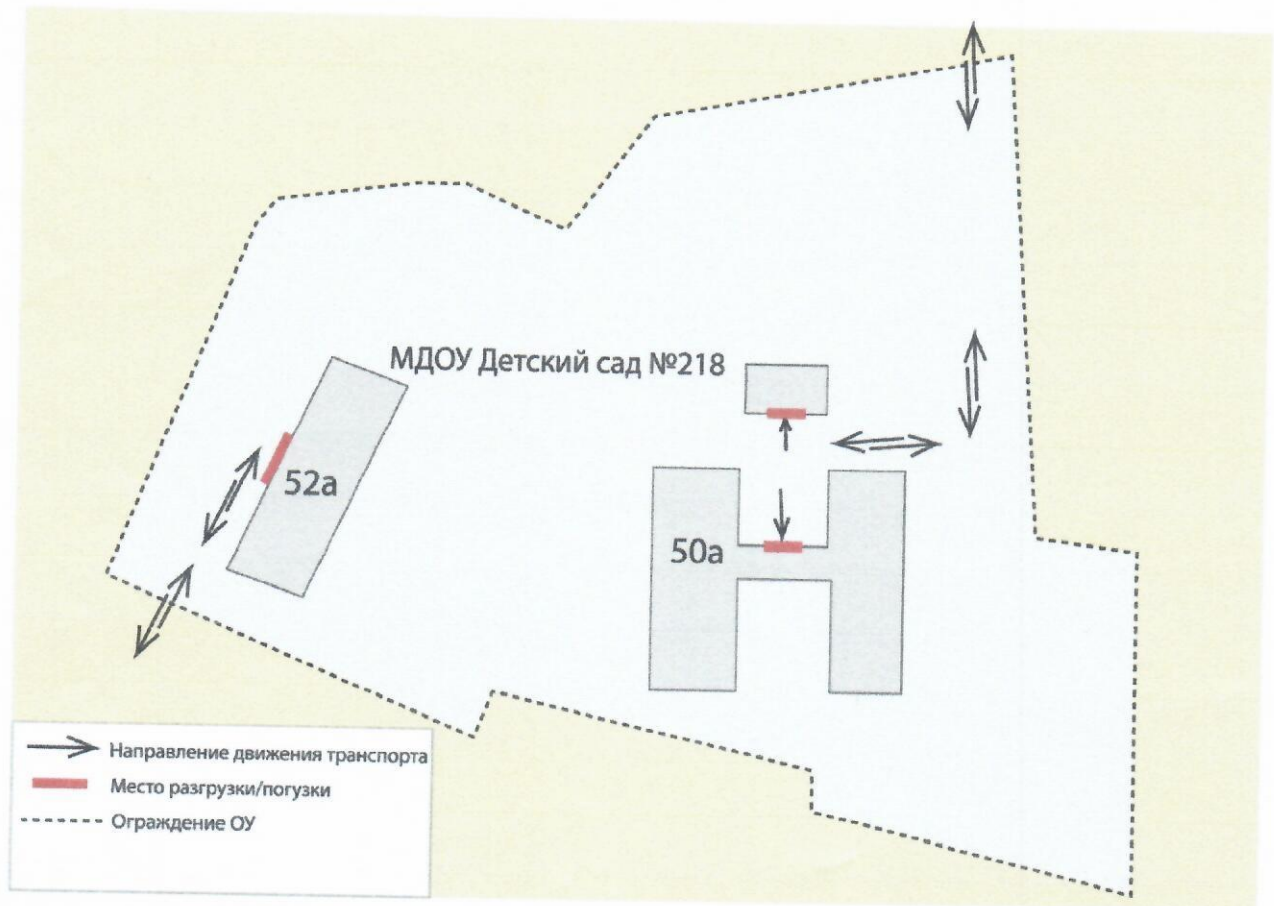 МДОУ Детский сад №218
52а
50а
Направление движения транспорта
Место разгрузки/погузки
Ограждение ОУ